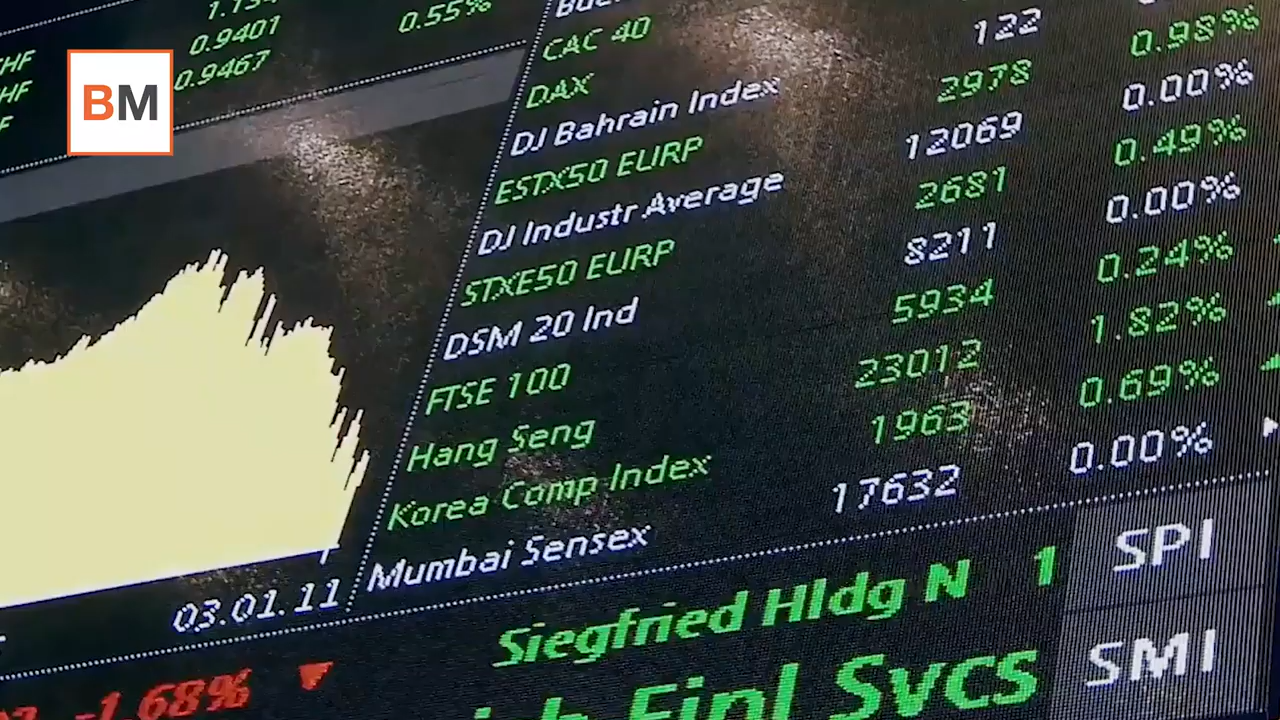 BM
HF 0.9401 0.55%
HF 0.9467
F
CAC 40
DAX
DJ Bahrain Index 122
ESTX50 EURP 2978 0.98%
DJ Industr Average 12069 0.00%
STXE50 EURP 2681 0.49%
DSM 20 Ind 8211 0.00%
FTSE 100 5934 0.24%
Hang Seng 23012 1.82%
Korea Comp Index 1963 0.69%
Mumbai Sensex 17632 0.00%
03.01.11
Siegfried Hldg N 1 SPI
-1.68% ▼ Finl Svcs SMI